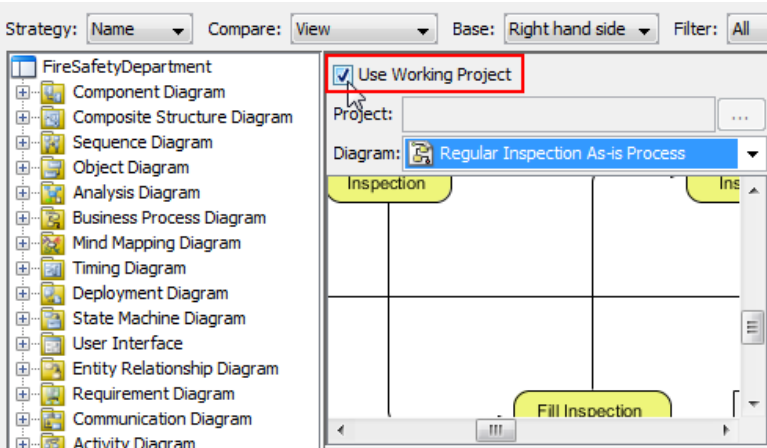 Strategy: Name Compare: View Base: Right hand side Filter: All
FireSafetyDepartment
Component Diagram
Composite Structure Diagram
Sequence Diagram
Object Diagram
Analysis Diagram
Business Process Diagram
Mind Mapping Diagram
Timing Diagram
Deployment Diagram
State Machine Diagram
User Interface
Entity Relationship Diagram
Requirement Diagram
Communication Diagram
Activity Diagram
Use Working Project
Project: ...
Diagram: Regular Inspection As-is Process
Inspection Ins
Fill Inspection